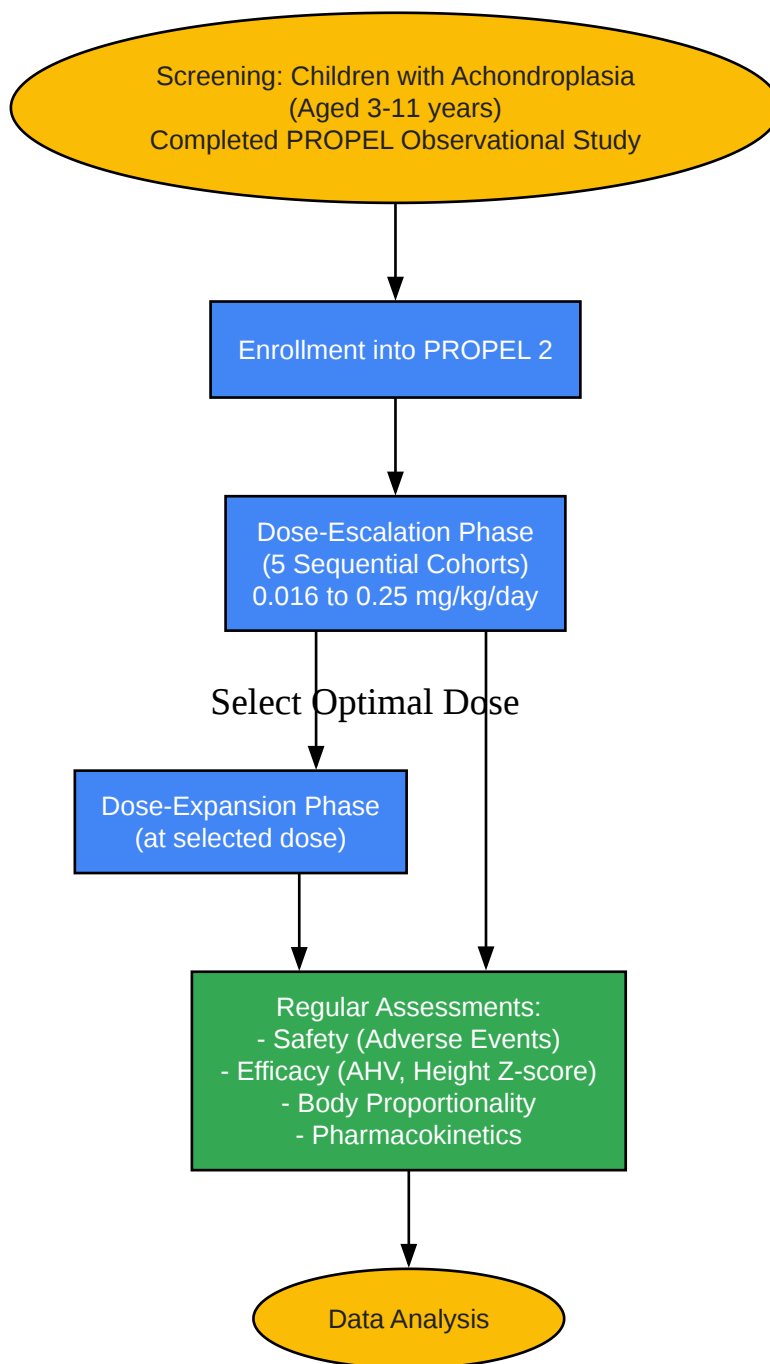 Screening: Children with Achondroplasia
(Aged 3-11 years)
Completed PROPEL Observational Study
Enrollment into PROPEL 2
Dose-Escalation Phase
(5 Sequential Cohorts)
0.016 to 0.25 mg/kg/day
Select Optimal Dose
Dose-Expansion Phase
(at selected dose)
Regular Assessments:
- Safety (Adverse Events)
- Efficacy (AHV, Height Z-score)
- Body Proportionality
- Pharmacokinetics
Data Analysis